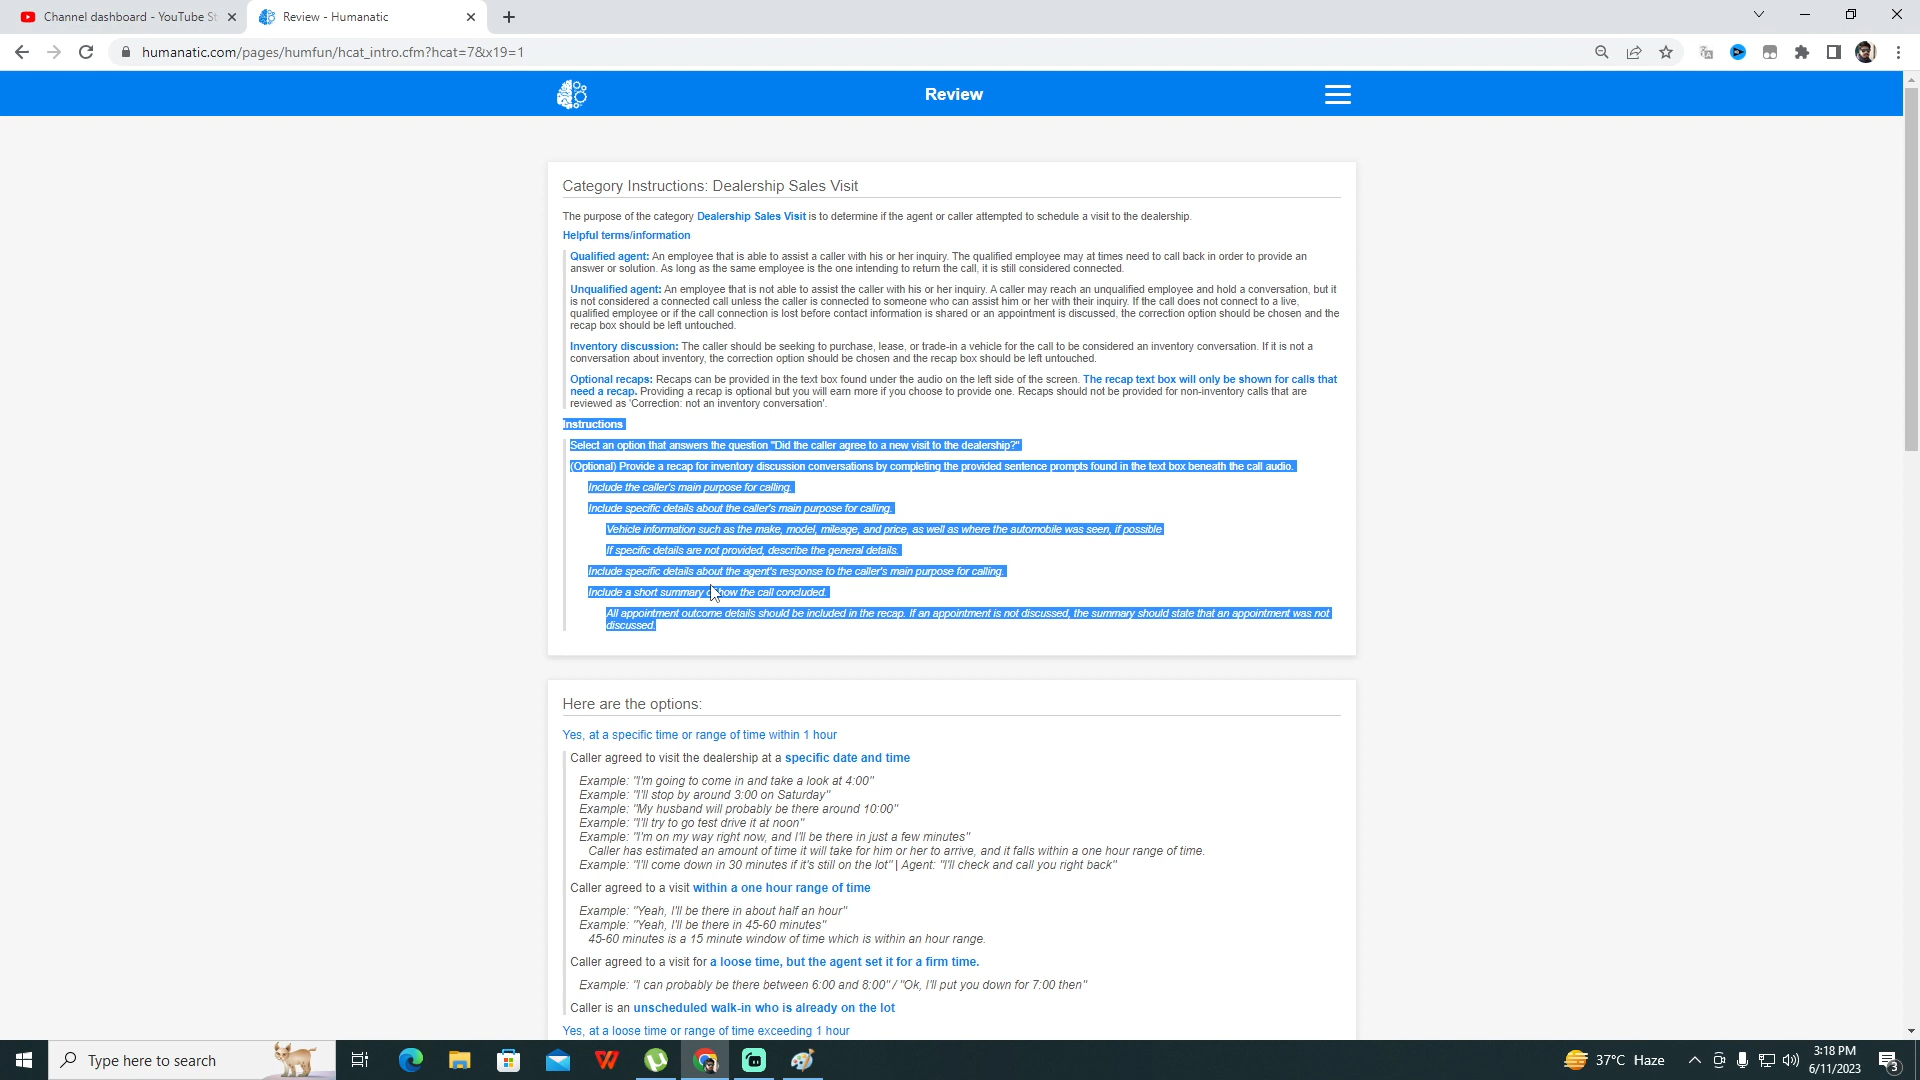 Channel dashboard - YouTube St
Review - Humanatic
humanatic.com/pages/humfun/hcat_intro.cfm?hcat=7&x19=1
Review
Category Instructions: Dealership Sales Visit
The purpose of the category Dealership Sales Visit is to determine if the agent or caller attempted to schedule a visit to the dealership.
Helpful terms/information
Qualified agent: An employee that is able to assist a caller with his or her inquiry. The qualified employee may at times need to call back in order to provide an
answer or solution. As long as the same employee is the one intending to return the call, it is still considered connected.
Unqualified agent: An employee that is not able to assist the caller with his or her inquiry. A caller may reach an unqualified employee and hold a conversation, but it
is not considered a connected call unless the caller is connected to someone who can assist him or her with their inquiry. If the call does not connect to a live,
qualified employee or if the call connection is lost before contact information is shared or an appointment is discussed, the correction option should be chosen and the
recap box should be left untouched.
Inventory discussion: The caller should be seeking to purchase, lease, or trade-in a vehicle for the call to be considered an inventory conversation. If it is not a
conversation about inventory, the correction option should be chosen and the recap box should be left untouched.
Optional recaps: Recaps can be provided in the text box found under the audio on the left side of the screen. The recap text box will only be shown for calls that
need a recap. Providing a recap is optional but you will earn more if you choose to provide one. Recaps should not be provided for non-inventory calls that are
reviewed as 'Correction: not an inventory conversation'.
Instructions
Select an option that answers the question "Did the caller agree to a new visit to the dealership?"
(Optional) Provide a recap for inventory discussion conversations by completing the provided sentence prompts found in the text box beneath the call audio.
Include the caller's main purpose for calling.
Include specific details about the caller's main purpose for calling.
Vehicle information such as the make, model, mileage, and price, as well as where the automobile was seen, if possible
If specific details are not provided, describe the general details.
Include specific details about the agent's response to the caller's main purpose for calling.
Include a short summary of how the call concluded.
All appointment outcome details should be included in the recap. If an appointment is not discussed, the summary should state that an appointment was not
discussed.
Here are the options:
Yes, at a specific time or range of time within 1 hour
Caller agreed to visit the dealership at a specific date and time
Example: "I'm going to come in and take a look at 4:00"
Example: "I'll stop by around 3:00 on Saturday"
Example: "My husband will probably be there around 10:00"
Example: "I'll try to go test drive it at noon"
Example: "I'm on my way right now, and I'll be there in just a few minutes"
Caller has estimated an amount of time it will take for him or her to arrive, and it falls within a one hour range of time.
Example: "I'll come down in 30 minutes if it's still on the lot" | Agent: "I'll check and call you right back"
Caller agreed to a visit within a one hour range of time
Example: "Yeah, I'll be there in about half an hour"
Example: "Yeah, I'll be there in 45-60 minutes"
45-60 minutes is a 15 minute window of time which is within an hour range.
Caller agreed to a visit for a loose time, but the agent set it for a firm time.
Example: "I can probably be there between 6:00 and 8:00" / "Ok, I'll put you down for 7:00 then"
Caller is an unscheduled walk-in who is already on the lot
Yes, at a loose time or range of time exceeding 1 hour
Type here to search
37°C Haze
3:18 PM
6/11/2023
3